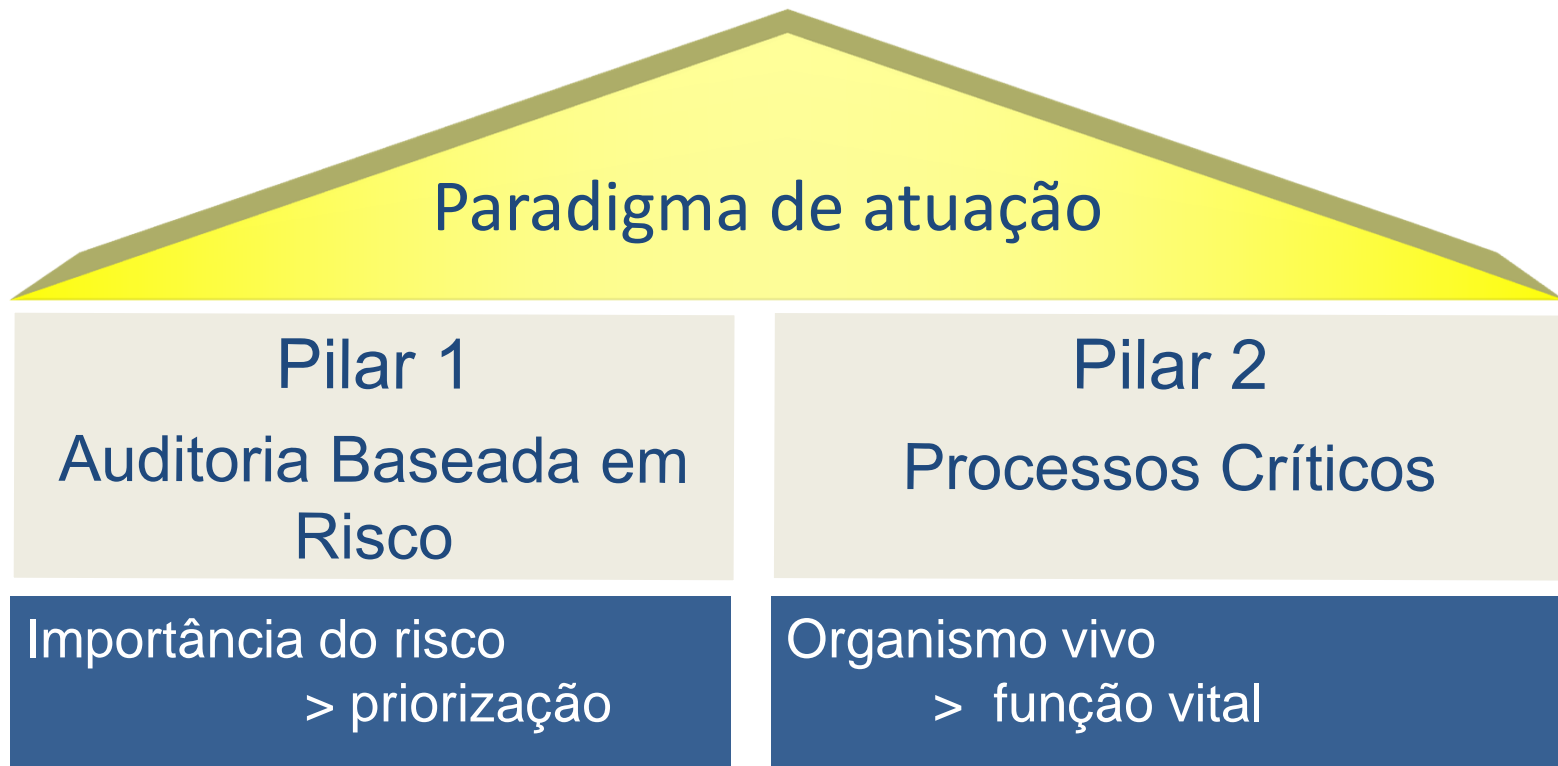 Paradigma de atuação
Pilar 1
Auditoria Baseada em
Risco
Pilar 2
Processos Críticos
Importância do risco
> priorização
Organismo vivo
> função vital